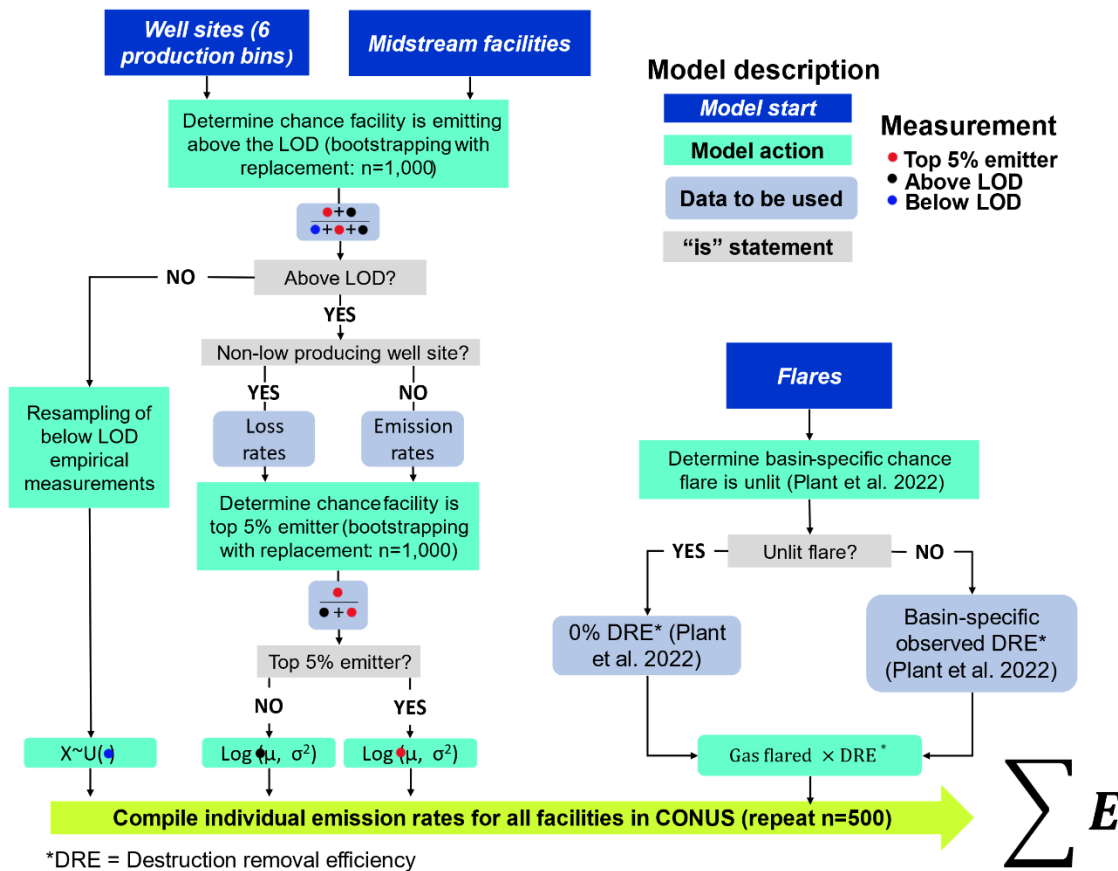 Well sites (6
production bins)
Midstream facilities
Model description
Model start
Model action
Data to be used
“is” statement
Measurement
Top 5% emitter
Above LOD
Below LOD
Determine chance facility is emitting
above the LOD (bootstrapping with
replacement: n=1,000)
+
+ +
Above LOD?
NO
YES
Non-low producing well site?
YES
NO
Loss
rates
Emission
rates
Resampling of
below LOD
empirical
measurements
Determine chance facility is
top 5% emitter (bootstrapping
with replacement: n=1,000)
+
Top 5% emitter?
NO
YES
X~U( )
Log (μ, σ²)
Log (μ, σ²)
Flares
Determine basin-specific chance
flare is unlit (Plant et al. 2022)
YES
Unlit flare?
NO
0% DRE* (Plant
et al. 2022)
Basin-specific
observed DRE*
(Plant et al. 2022)
Gas flared × DRE *
Compile individual emission rates for all facilities in CONUS (repeat n=500)
∑ E
*DRE = Destruction removal efficiency